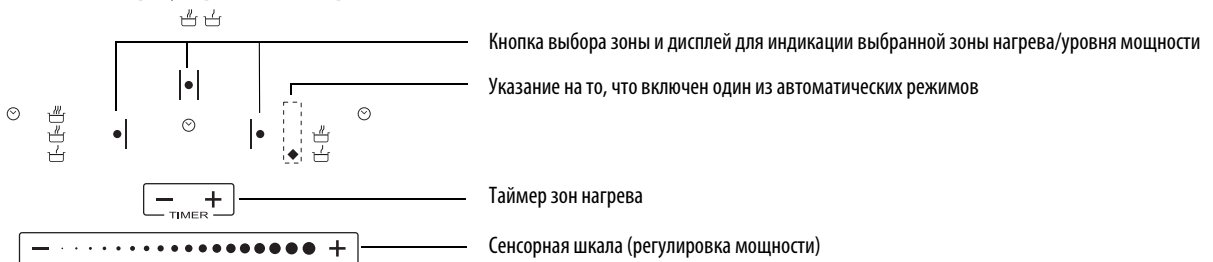 Кнопка выбора зоны и дисплей для индикации выбранной зоны нагрева/уровня мощности
Указание на то, что включен один из автоматических режимов
Таймер зон нагрева
− +
TIMER
Сенсорная шкала (регулировка мощности)
− +